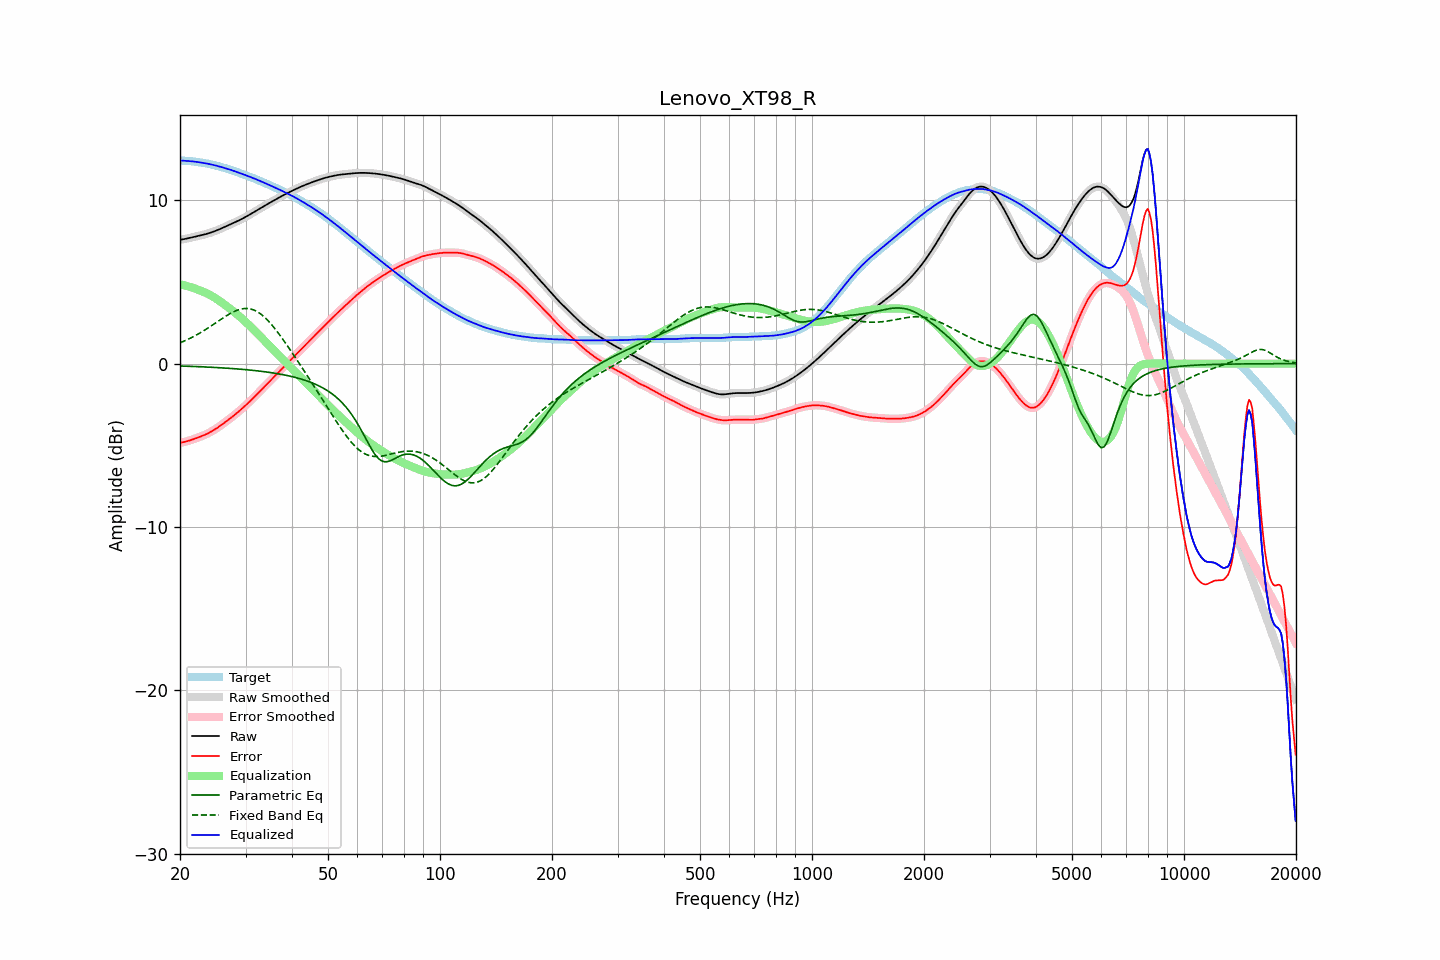 Lenovo_XT98_R
Amplitude (dBr)
10
0
−10
−20
−30
Target
Raw Smoothed
Error Smoothed
Raw
Error
Equalization
Parametric Eq
Fixed Band Eq
Equalized
20 50 100 200 500 1000 2000 5000 10000 20000
Frequency (Hz)